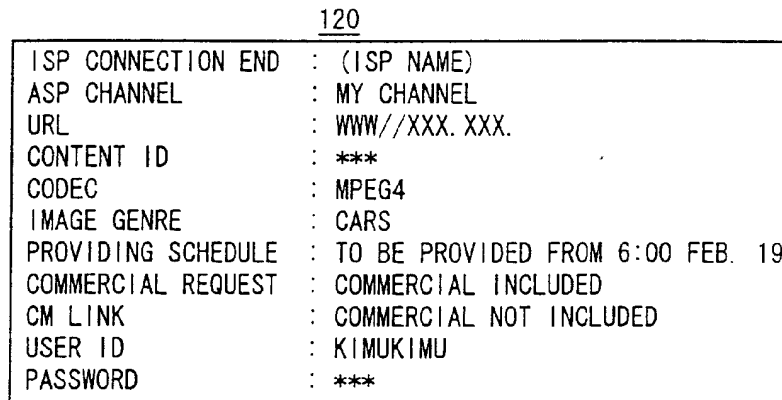 120
ISP CONNECTION END : (ISP NAME)
ASP CHANNEL : MY CHANNEL
URL : WWW//XXX.XXX.
CONTENT ID : ***
CODEC : MPEG4
IMAGE GENRE : CARS
PROVIDING SCHEDULE : TO BE PROVIDED FROM 6:00 FEB. 19
COMMERCIAL REQUEST : COMMERCIAL INCLUDED
CM LINK : COMMERCIAL NOT INCLUDED
USER ID : KIMUKIMU
PASSWORD : ***